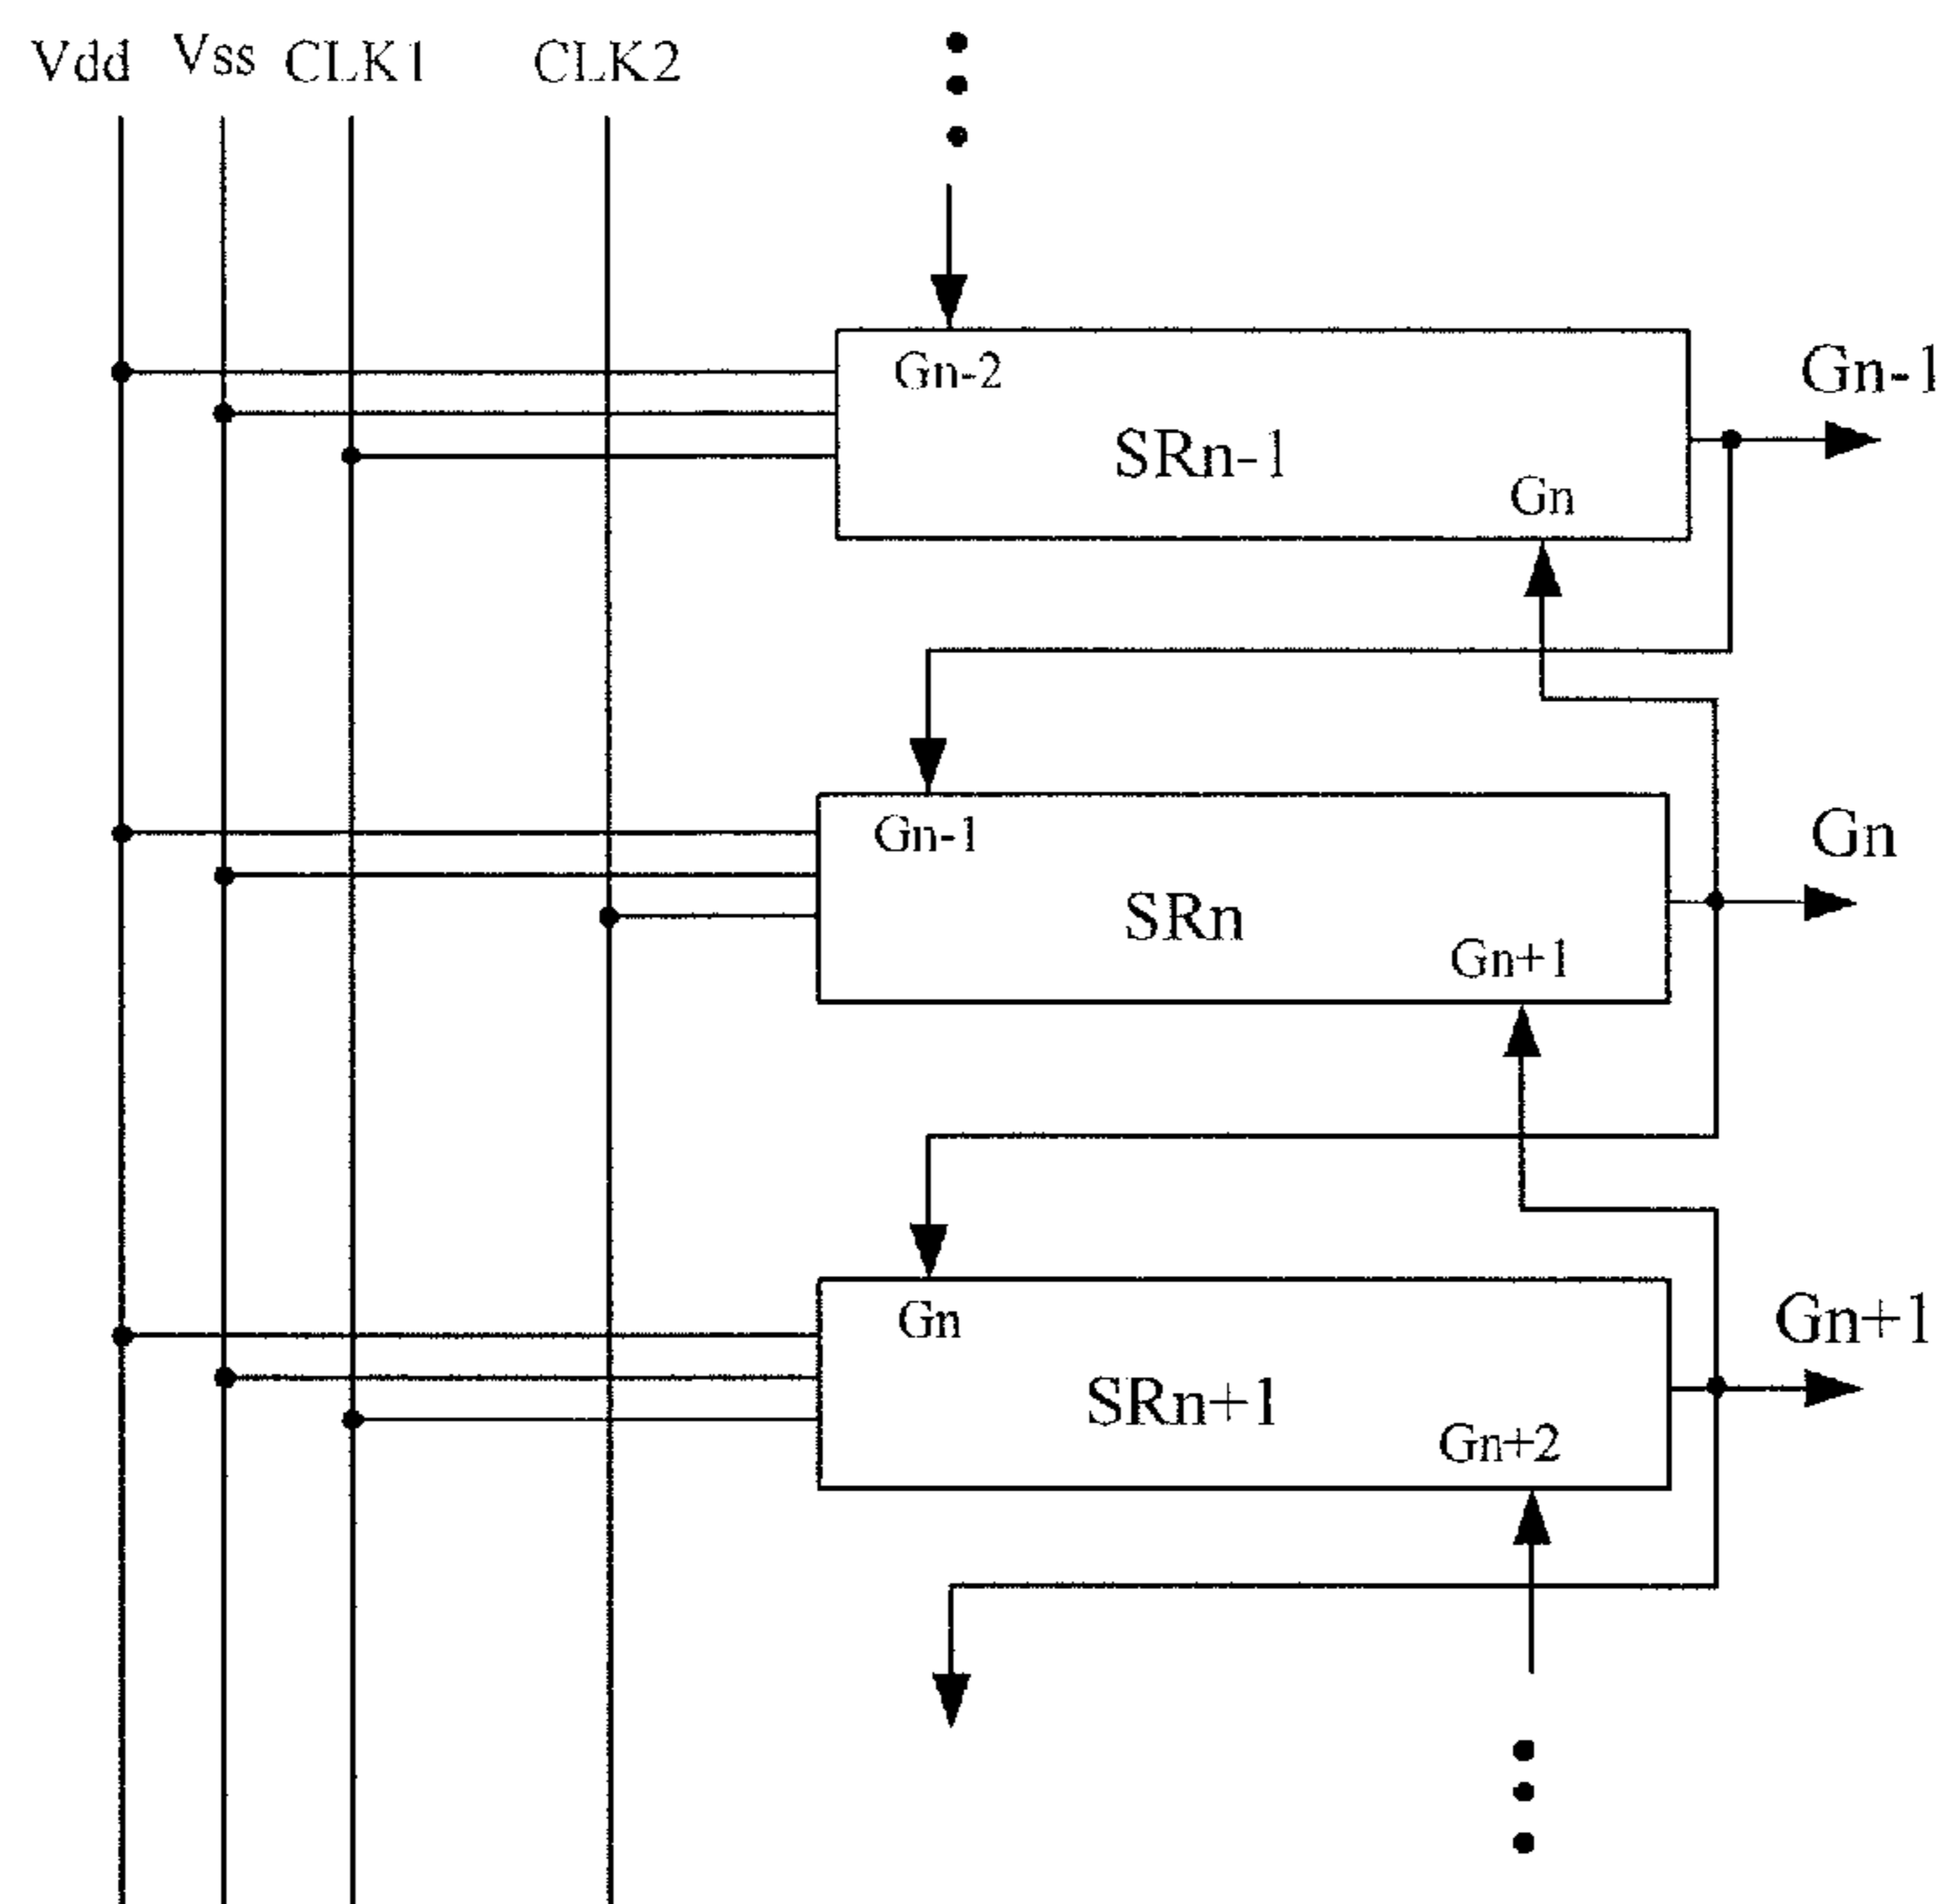 Vdd Vss CLK1 CLK2
Gn-2
SRn-1
Gn
Gn-1
Gn-1
SRn
Gn+1
Gn
Gn
SRn+1
Gn+2
Gn+1